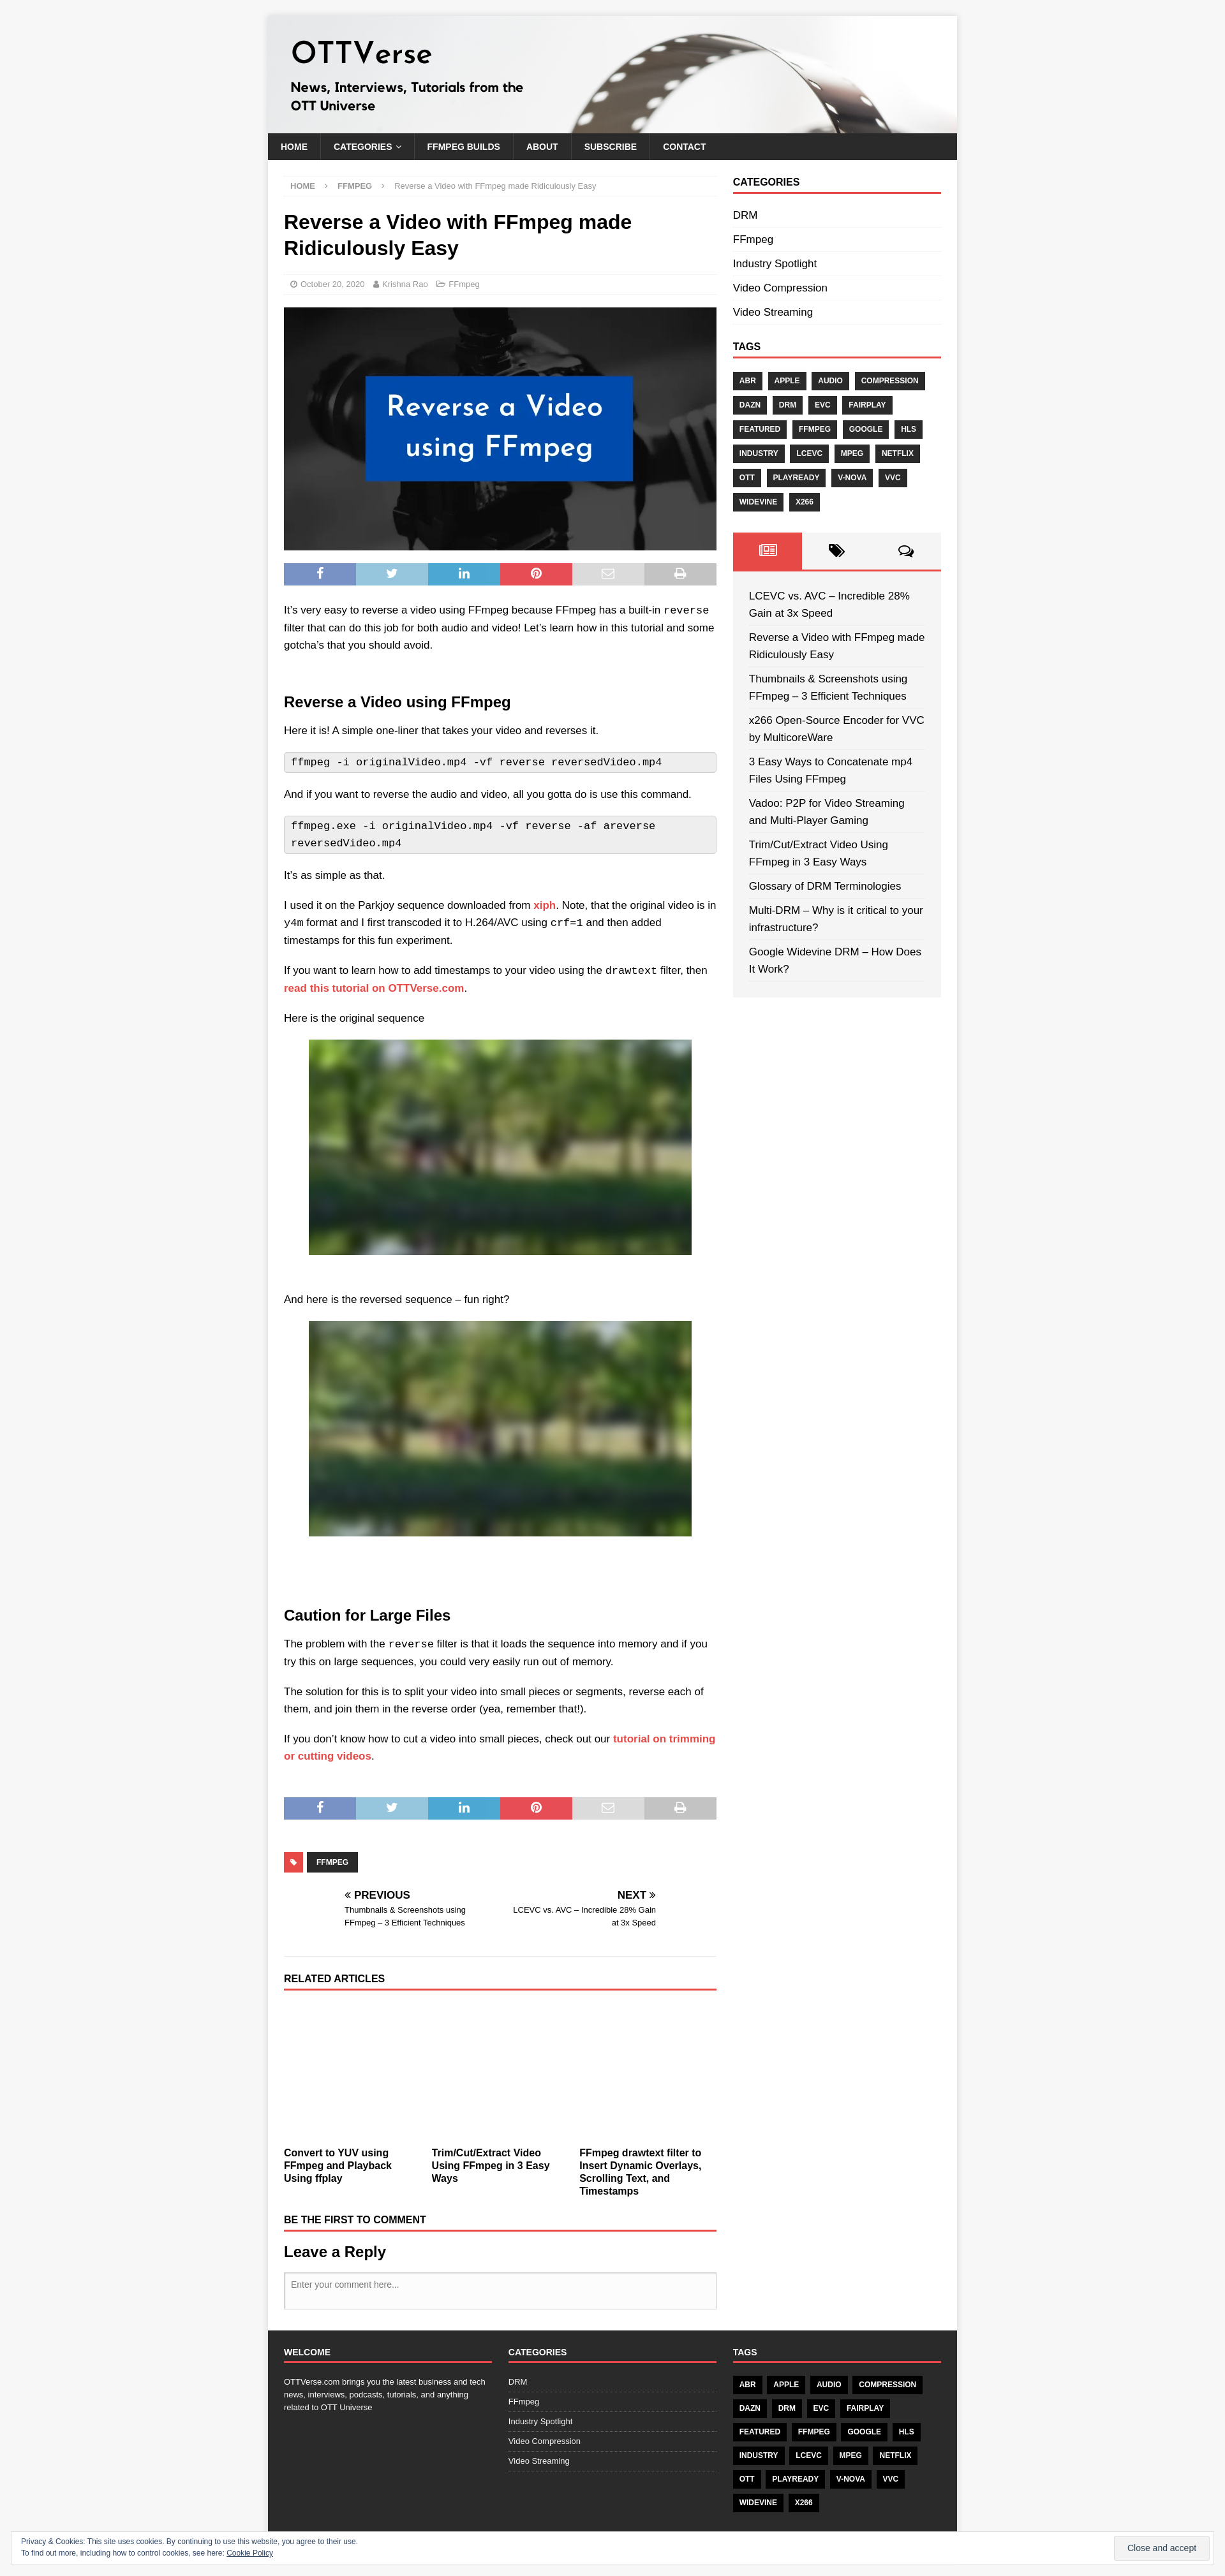 OTTVerse
News, Interviews, Tutorials from the
OTT Universe
HOME
CATEGORIES
FFMPEG BUILDS
ABOUT
SUBSCRIBE
CONTACT
HOME › FFMPEG › Reverse a Video with FFmpeg made Ridiculously Easy
Reverse a Video with FFmpeg made
Ridiculously Easy
October 20, 2020 Krishna Rao FFmpeg
Reverse a Video
using FFmpeg
It’s very easy to reverse a video using FFmpeg because FFmpeg has a built-in reverse
filter that can do this job for both audio and video! Let’s learn how in this tutorial and some
gotcha’s that you should avoid.
Reverse a Video using FFmpeg
Here it is! A simple one-liner that takes your video and reverses it.
ffmpeg -i originalVideo.mp4 -vf reverse reversedVideo.mp4
And if you want to reverse the audio and video, all you gotta do is use this command.
ffmpeg.exe -i originalVideo.mp4 -vf reverse -af areverse
reversedVideo.mp4
It’s as simple as that.
I used it on the Parkjoy sequence downloaded from xiph. Note, that the original video is in
y4m format and I first transcoded it to H.264/AVC using crf=1 and then added
timestamps for this fun experiment.
If you want to learn how to add timestamps to your video using the drawtext filter, then
read this tutorial on OTTVerse.com.
Here is the original sequence
And here is the reversed sequence – fun right?
Caution for Large Files
The problem with the reverse filter is that it loads the sequence into memory and if you
try this on large sequences, you could very easily run out of memory.
The solution for this is to split your video into small pieces or segments, reverse each of
them, and join them in the reverse order (yea, remember that!).
If you don’t know how to cut a video into small pieces, check out our tutorial on trimming
or cutting videos.
FFMPEG
« PREVIOUS
Thumbnails & Screenshots using
FFmpeg – 3 Efficient Techniques
NEXT »
LCEVC vs. AVC – Incredible 28% Gain
at 3x Speed
RELATED ARTICLES
Convert to YUV using
FFmpeg and Playback
Using ffplay
Trim/Cut/Extract Video
Using FFmpeg in 3 Easy
Ways
FFmpeg drawtext filter to
Insert Dynamic Overlays,
Scrolling Text, and
Timestamps
BE THE FIRST TO COMMENT
Leave a Reply
Enter your comment here...
CATEGORIES
DRM
FFmpeg
Industry Spotlight
Video Compression
Video Streaming
TAGS
ABR APPLE AUDIO COMPRESSION
DAZN DRM EVC FAIRPLAY
FEATURED FFMPEG GOOGLE HLS
INDUSTRY LCEVC MPEG NETFLIX
OTT PLAYREADY V-NOVA VVC
WIDEVINE X266
LCEVC vs. AVC – Incredible 28%
Gain at 3x Speed
Reverse a Video with FFmpeg made
Ridiculously Easy
Thumbnails & Screenshots using
FFmpeg – 3 Efficient Techniques
x266 Open-Source Encoder for VVC
by MulticoreWare
3 Easy Ways to Concatenate mp4
Files Using FFmpeg
Vadoo: P2P for Video Streaming
and Multi-Player Gaming
Trim/Cut/Extract Video Using
FFmpeg in 3 Easy Ways
Glossary of DRM Terminologies
Multi-DRM – Why is it critical to your
infrastructure?
Google Widevine DRM – How Does
It Work?
WELCOME
OTTVerse.com brings you the latest business and tech
news, interviews, podcasts, tutorials, and anything
related to OTT Universe
CATEGORIES
DRM
FFmpeg
Industry Spotlight
Video Compression
Video Streaming
TAGS
ABR APPLE AUDIO COMPRESSION
DAZN DRM EVC FAIRPLAY
FEATURED FFMPEG GOOGLE HLS
INDUSTRY LCEVC MPEG NETFLIX
OTT PLAYREADY V-NOVA VVC
WIDEVINE X266
Privacy & Cookies: This site uses cookies. By continuing to use this website, you agree to their use.
To find out more, including how to control cookies, see here: Cookie Policy
Close and accept